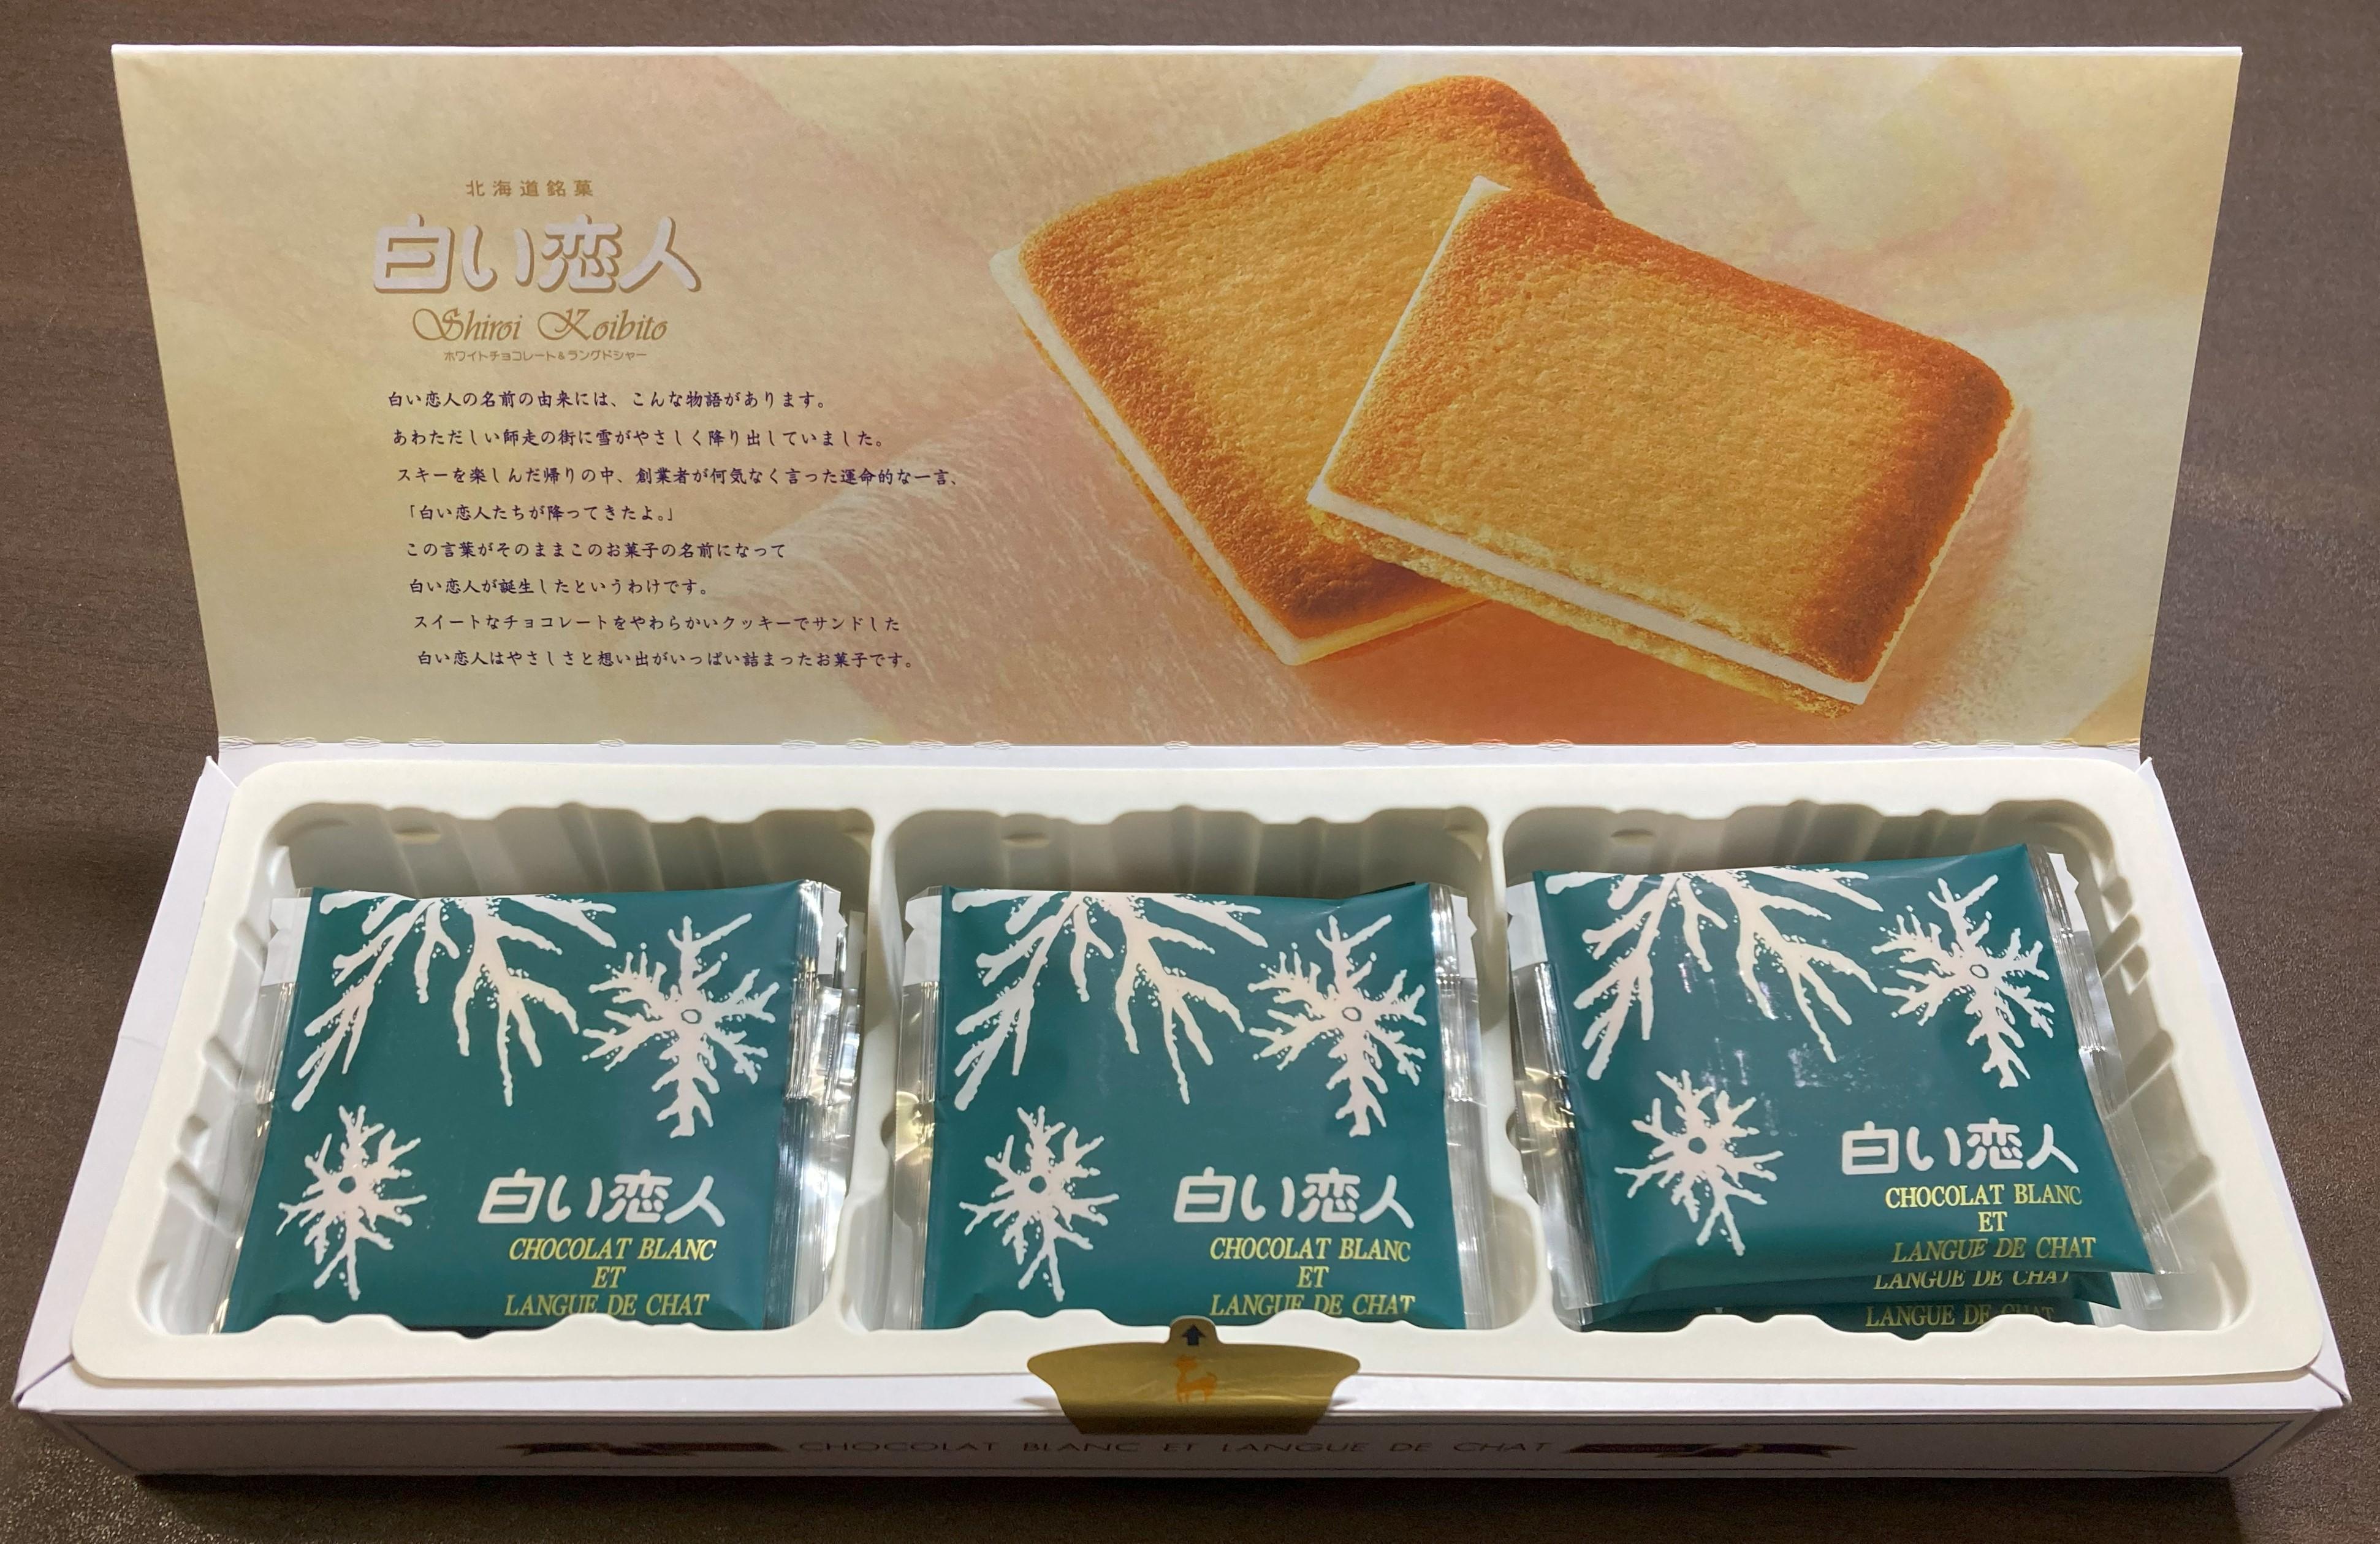 北海道銘菓
白い恋人
Shiroi Koibito
ホワイトチョコレート&ラングドシャー
白い恋人の名前の由来には、こんな物語があります。
あわただしい師走の街に雪がやさしく降り出していました。
スキーを楽しんだ帰りの中、創業者が何気なく言った運命的な一言、
「白い恋人たちが降ってきたよ。」
この言葉がそのままこのお菓子の名前になって
白い恋人が誕生したというわけです。
スイートなチョコレートをやわらかいクッキーでサンドした
白い恋人はやさしさと想い出がいっぱい詰まったお菓子です。
白い恋人
CHOCOLAT BLANC
ET
LANGUE DE CHAT
白い恋人
CHOCOLAT BLANC
ET
LANGUE DE CHAT
白い恋人
CHOCOLAT BLANC
ET
LANGUE DE CHAT
LANGUE DE CHAT
LANGUE DE CHAT
CHOCOLAT BLANC ET LANGUE DE CHAT